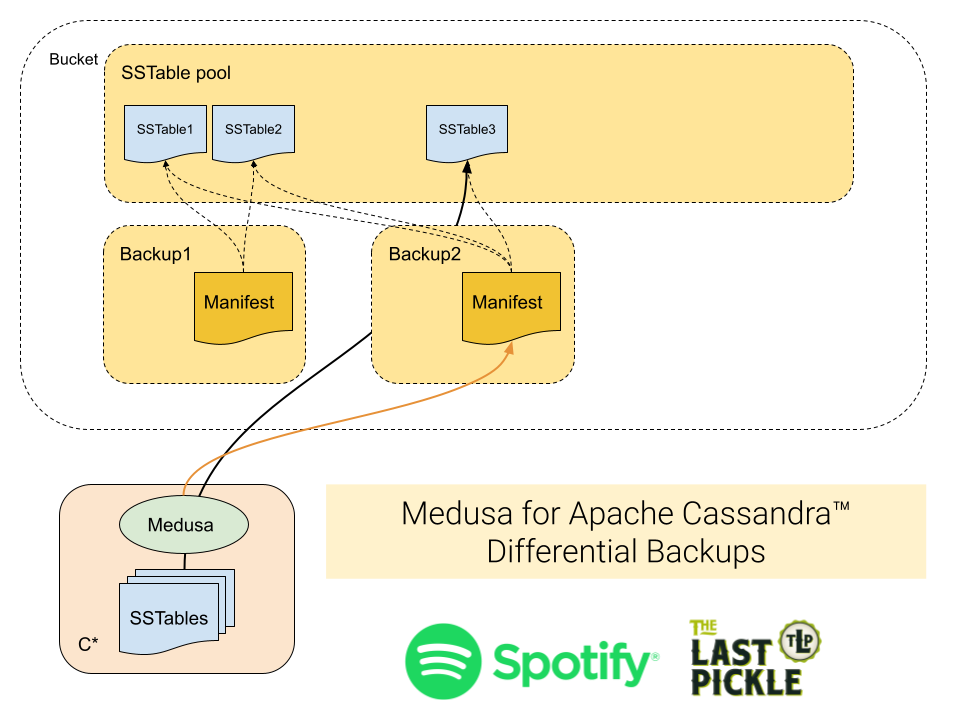 Bucket
SSTable pool
SSTable1
SSTable2
SSTable3
Backup1
Manifest
Backup2
Manifest
Medusa
SSTables
C*
Medusa for Apache Cassandra™
Differential Backups
Spotify®
THE
LAST
PICKLE
TLP